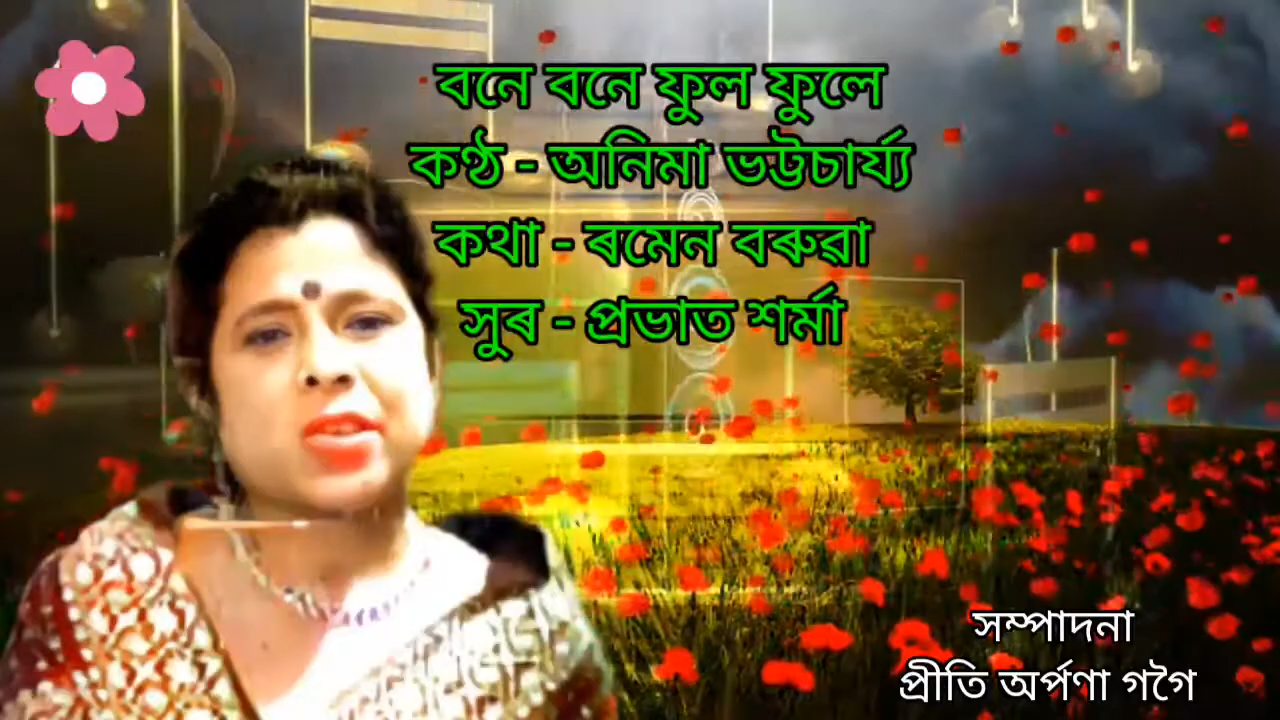 বনে বনে ফুল ফুলে
কণ্ঠ - অনিমা ভট্টচাৰ্য্য
কথা - ৰমেন বৰুৱা
সুৰ - প্ৰভাত শৰ্মা
সম্পাদনা
প্ৰীতি অৰ্পণা গগৈ